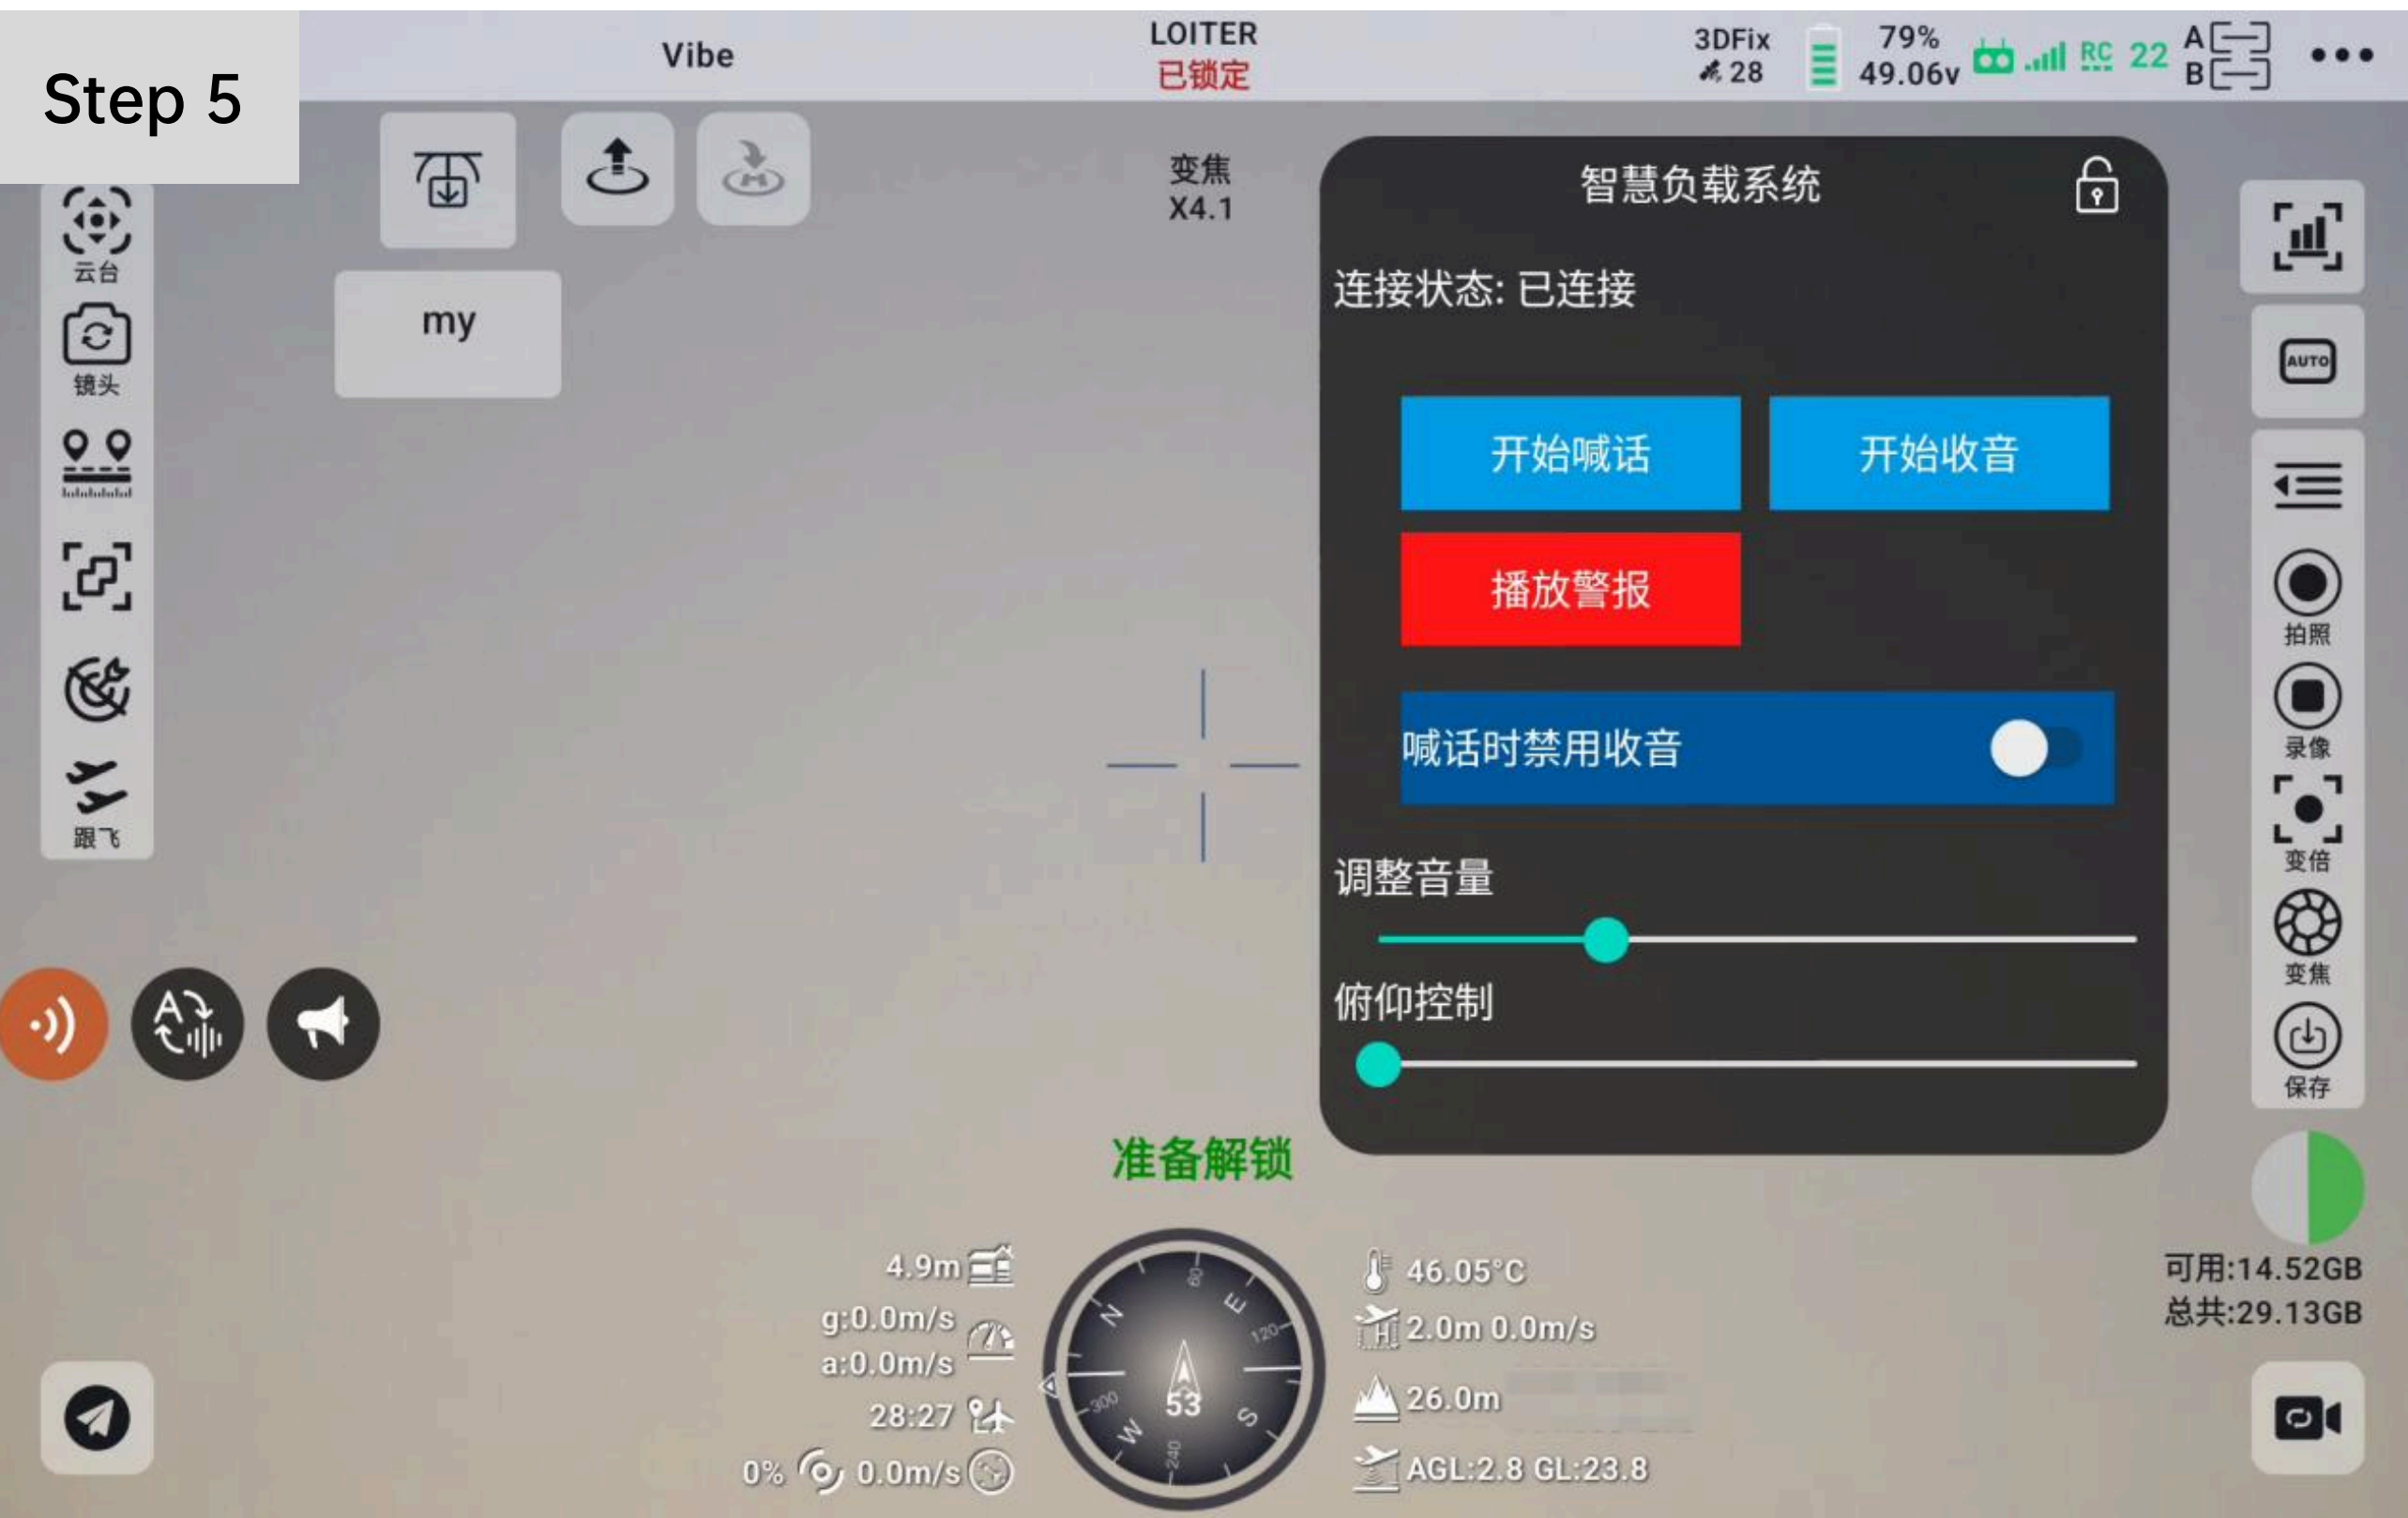 Step 5
Vibe
LOITER
已锁定
3DFix
28
79%
49.06v
RC 22
A
B
变焦
X4.1
my
云台
镜头
跟飞
智慧负载系统
连接状态: 已连接
开始喊话
开始收音
播放警报
喊话时禁用收音
调整音量
俯仰控制
AUTO
拍照
录像
变倍
变焦
保存
A
准备解锁
可用:14.52GB
总共:29.13GB
4.9m
g:0.0m/s
a:0.0m/s
28:27
0% 0.0m/s
N
60
E
120
S
240
W
300
53
46.05°C
H 2.0m 0.0m/s
26.0m
AGL:2.8 GL:23.8